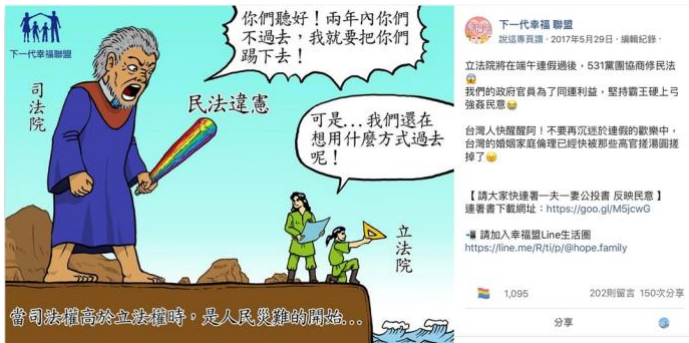 下一代幸福聯盟
你們聽好！兩年內你們
不過去，我就要把你們
踢下去！
司法院
民法違憲
可是...我們還在
想用什麼方式過去
呢！
立法院
當司法權高於立法權時，是人民災難的開始...
下一代幸福 聯盟
說這專頁讚 · 2017年5月29日 · 編輯紀錄 ·
立法院將在端午連假過後，531黨團協商修民法
我們的政府官員為了同運利益，堅持霸王硬上弓
強姦民意
台灣人快醒醒阿！不要再沉迷於連假的歡樂中，
台灣的婚姻家庭倫理已經快被那些高官搓湯圓搓
掉了
【 請大家快連署一夫一妻公投書 反映民意 】
連署書下載網址：https://goo.gl/M5jcwG
請加入幸福盟Line生活圈
https://line.me/R/ti/p/@hope.family
1,095
202則留言 150次分享
分享